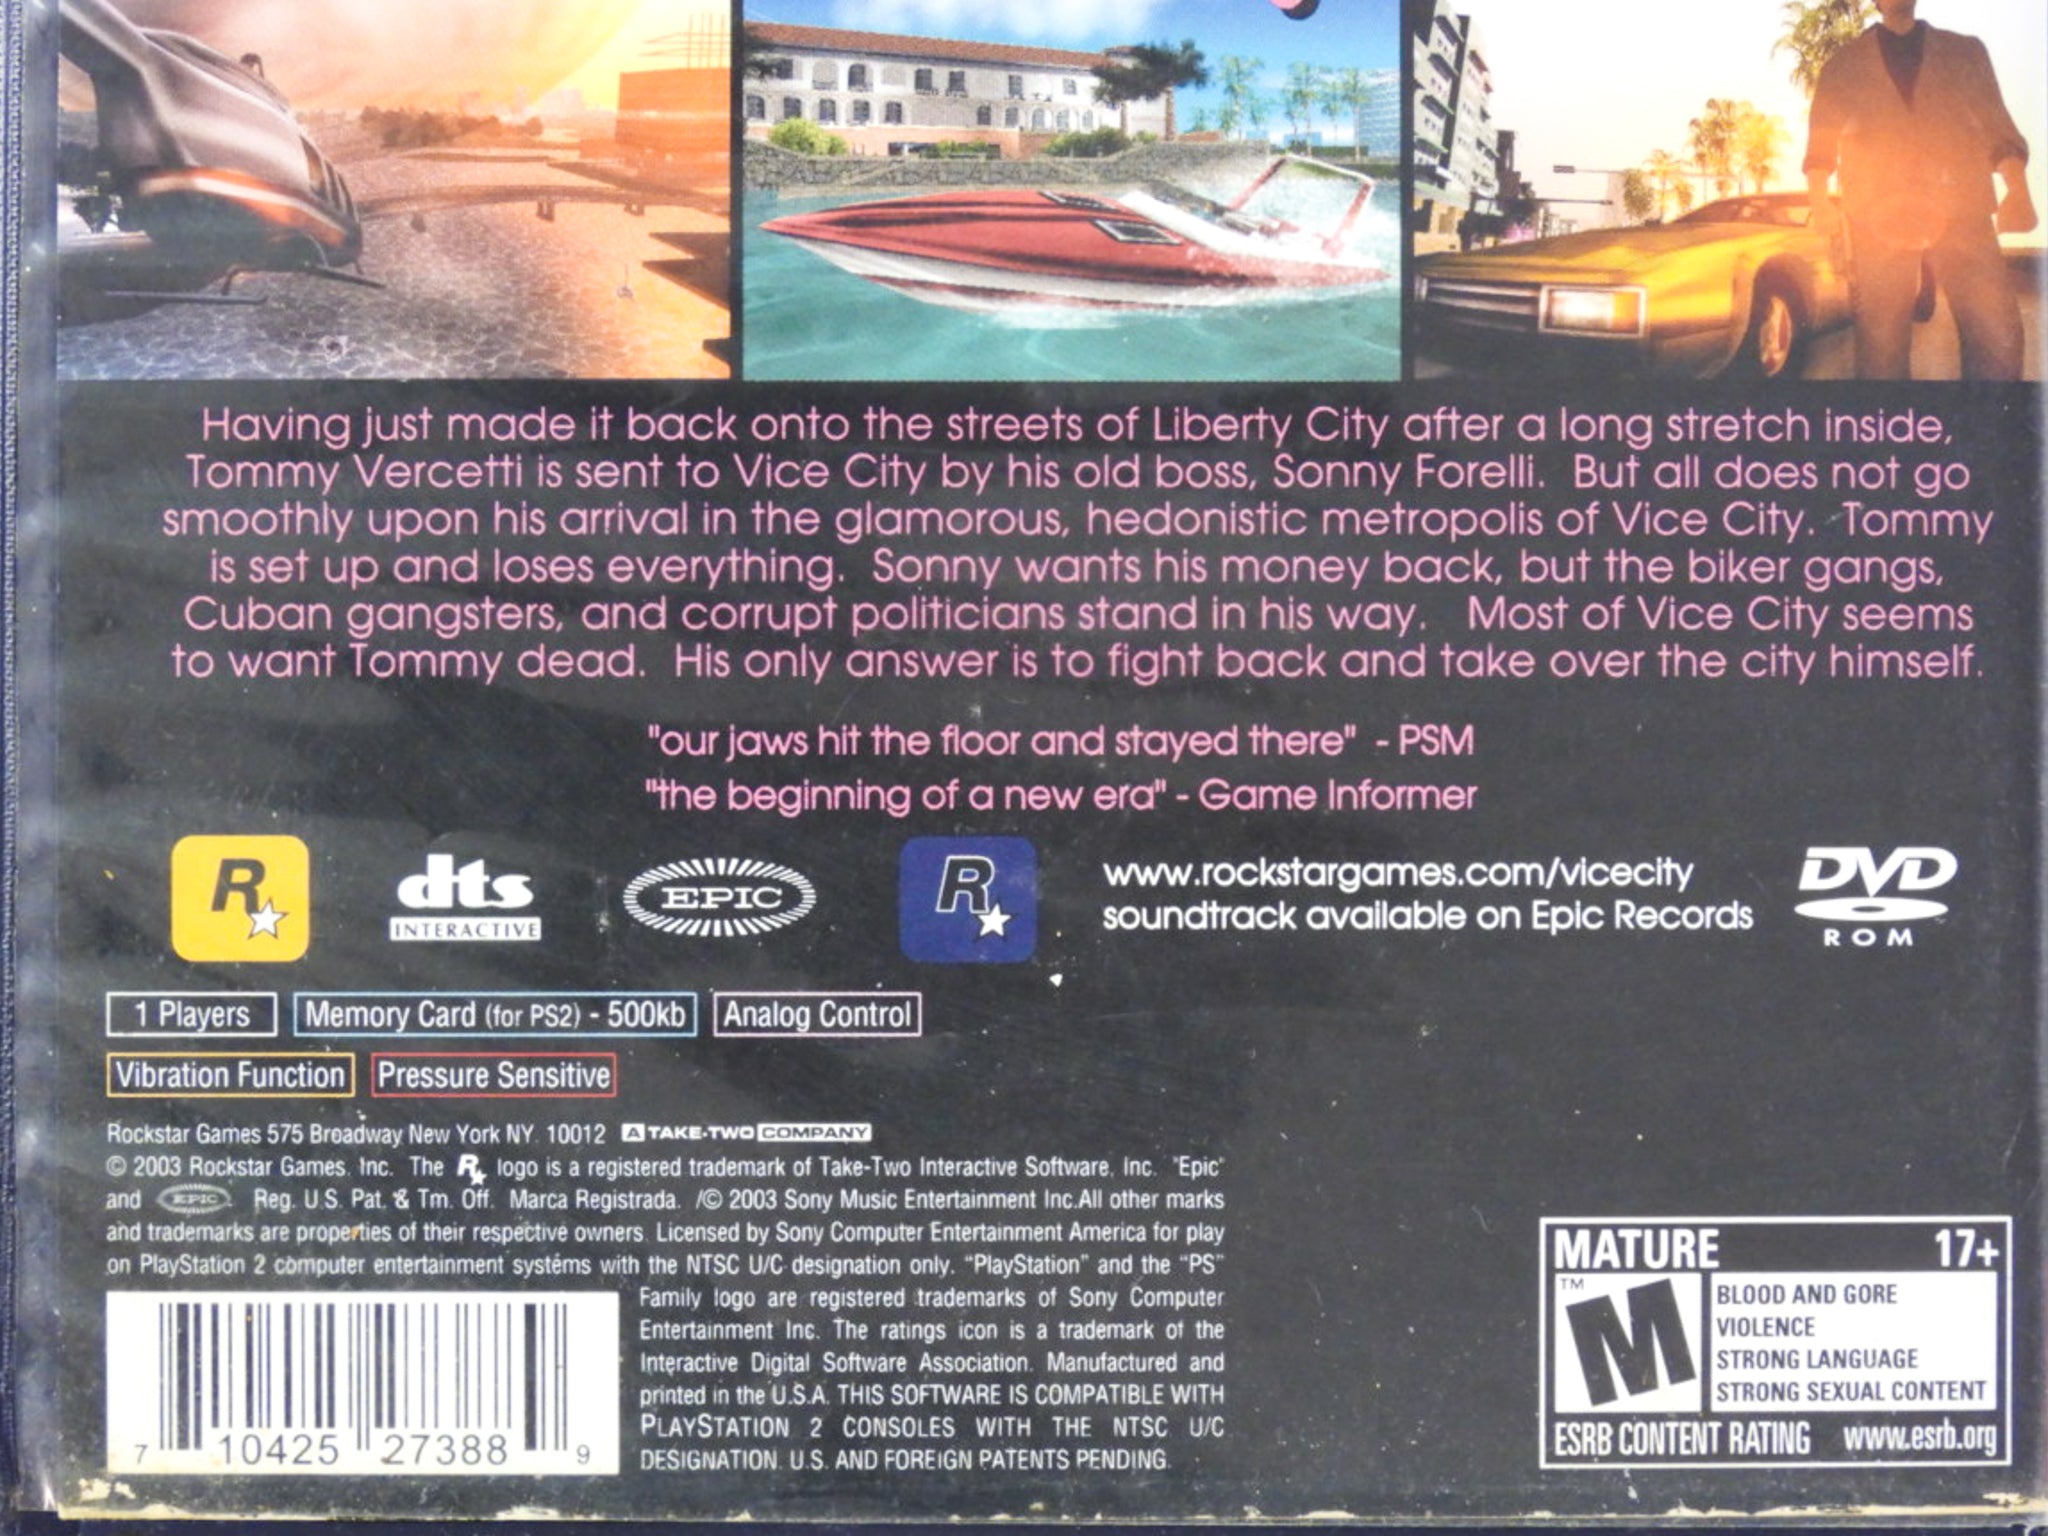 Having just made it back onto the streets of Liberty City after a long stretch inside,
Tommy Vercetti is sent to Vice City by his old boss, Sonny Forelli. But all does not go
smoothly upon his arrival in the glamorous, hedonistic metropolis of Vice City. Tommy
is set up and loses everything. Sonny wants his money back, but the biker gangs,
Cuban gangsters, and corrupt politicians stand in his way. Most of Vice City seems
to want Tommy dead. His only answer is to fight back and take over the city himself.
"our jaws hit the floor and stayed there" - PSM
"the beginning of a new era" - Game Informer
R
dts
INTERACTIVE
EPIC
R
www.rockstargames.com/vicecity
soundtrack available on Epic Records
DVD
ROM
1 Players
Memory Card (for PS2) - 500kb
Analog Control
Vibration Function
Pressure Sensitive
Rockstar Games 575 Broadway New York NY. 10012 A TAKE-TWO COMPANY
© 2003 Rockstar Games. Inc. The R logo is a registered trademark of Take-Two Interactive Software, Inc. "Epic"
and EPIC Reg. U.S. Pat. & Tm. Off. Marca Registrada. /© 2003 Sony Music Entertainment Inc.All other marks
and trademarks are properties of their respective owners. Licensed by Sony Computer Entertainment America for play
on PlayStation 2 computer entertainment systems with the NTSC U/C designation only. "PlayStation" and the "PS"
Family logo are registered trademarks of Sony Computer
Entertainment Inc. The ratings icon is a trademark of the
Interactive Digital Software Association. Manufactured and
printed in the U.S.A. THIS SOFTWARE IS COMPATIBLE WITH
PLAYSTATION 2 CONSOLES WITH THE NTSC U/C
DESIGNATION. U.S. AND FOREIGN PATENTS PENDING.
7 10425 27388 9
MATURE 17+
TM
M
BLOOD AND GORE
VIOLENCE
STRONG LANGUAGE
STRONG SEXUAL CONTENT
ESRB CONTENT RATING www.esrb.org